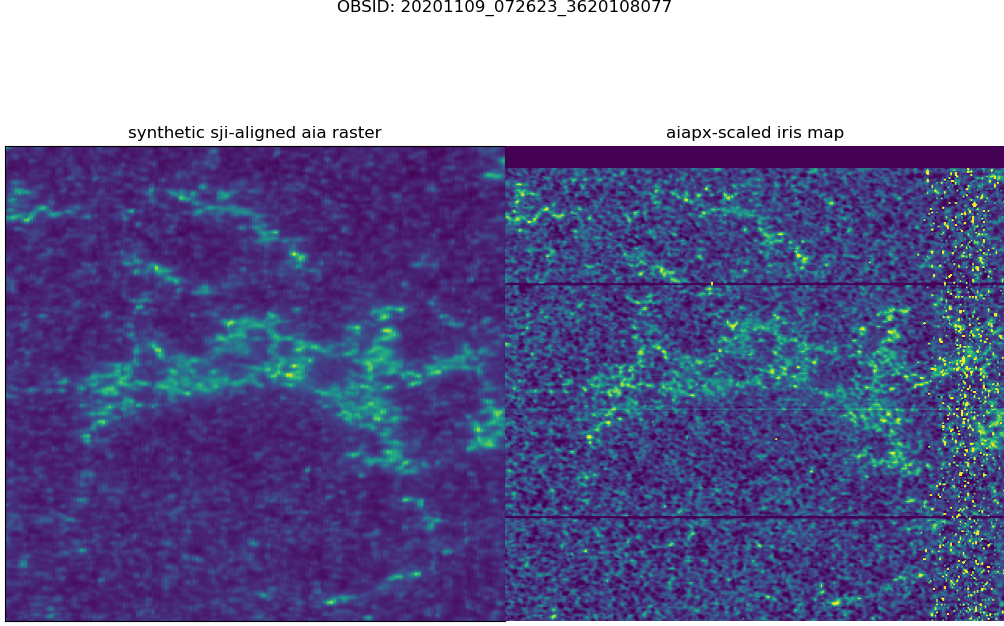 OBSID: 20201109_072623_3620108077
synthetic sji-aligned aia raster
aiapx-scaled iris map